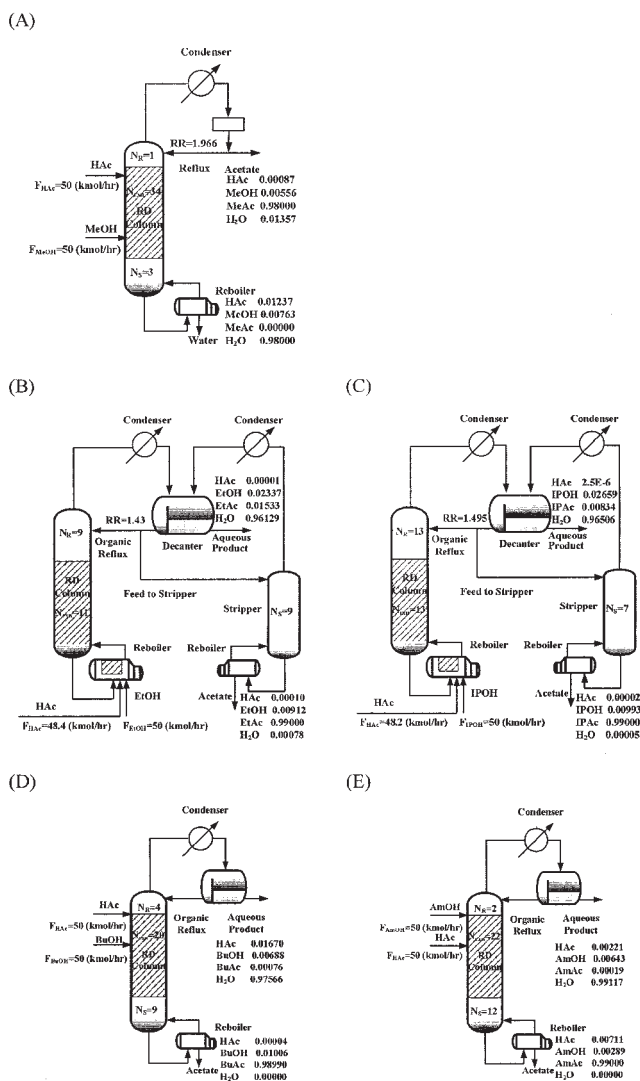 (A)
Condenser
RR=1.966
N_R=1
HAc
F_HAc=50 (kmol/hr)
Reflux
Acetate
HAc 0.00087
MeOH 0.00556
MeAc 0.98000
H₂O 0.01357
RD
Column
MeOH
F_MeOH=50 (kmol/hr)
N_S=3
Reboiler
HAc 0.01237
MeOH 0.00763
MeAc 0.00000
H₂O 0.98000
Water
(B)
Condenser
Condenser
HAc 0.00001
EtOH 0.02337
EtAc 0.01533
H₂O 0.96129
N_R=9
RR=1.43
Organic
Reflux
Decanter
Aqueous
Product
RD
Column
Feed to Stripper
Stripper
N_S=9
Reboiler
Reboiler
EtOH
HAc
F_HAc=48.4 (kmol/hr)
F_EtOH=50 (kmol/hr)
Acetate
HAc 0.00010
EtOH 0.00912
EtAc 0.99000
H₂O 0.00078
(C)
Condenser
Condenser
HAc 2.5E-6
IPOH 0.02659
IPAc 0.00834
H₂O 0.96506
N_R=13
RR=1.495
Organic
Reflux
Decanter
Aqueous
Product
RD
Column
Feed to Stripper
Stripper
N_S=7
Reboiler
Reboiler
IPOH
HAc
F_HAc=48.2 (kmol/hr)
F_IPOH=50 (kmol/hr)
Acetate
HAc 0.00002
IPOH 0.00993
IPAc 0.99000
H₂O 0.00005
(D)
Condenser
N_R=4
HAc
F_HAc=50 (kmol/hr)
BuOH
F_BuOH=50 (kmol/hr)
Organic
Reflux
Aqueous
Product
HAc 0.01670
BuOH 0.00688
BuAc 0.00076
H₂O 0.97566
RD
Column
N_S=9
Reboiler
HAc 0.00004
BuOH 0.01006
BuAc 0.98990
H₂O 0.00000
Acetate
(E)
Condenser
AmOH
N_R=2
F_AmOH=50 (kmol/hr)
HAc
F_HAc=50 (kmol/hr)
Organic
Reflux
Aqueous
Product
HAc 0.00221
AmOH 0.00643
AmAc 0.00019
H₂O 0.99117
RD
Column
N_S=12
Reboiler
HAc 0.00711
AmOH 0.00289
AmAc 0.99000
H₂O 0.00000
Acetate